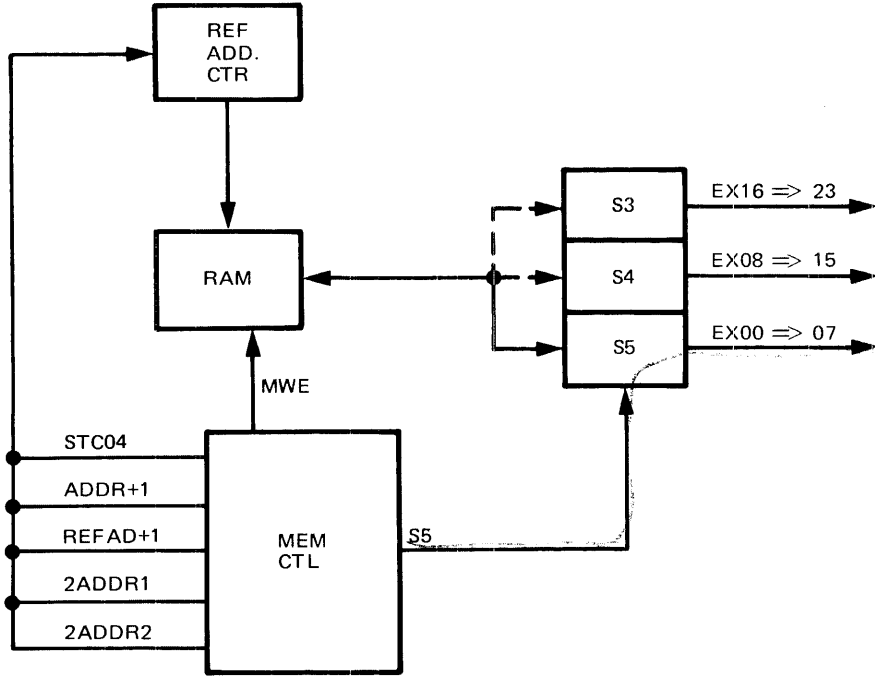 REF
ADD.
CTR
RAM
S3
S4
S5
EX16 => 23
EX08 => 15
EX00 => 07
MWE
STC04
ADDR+1
REFAD+1
2ADDR1
2ADDR2
MEM
CTL
S5